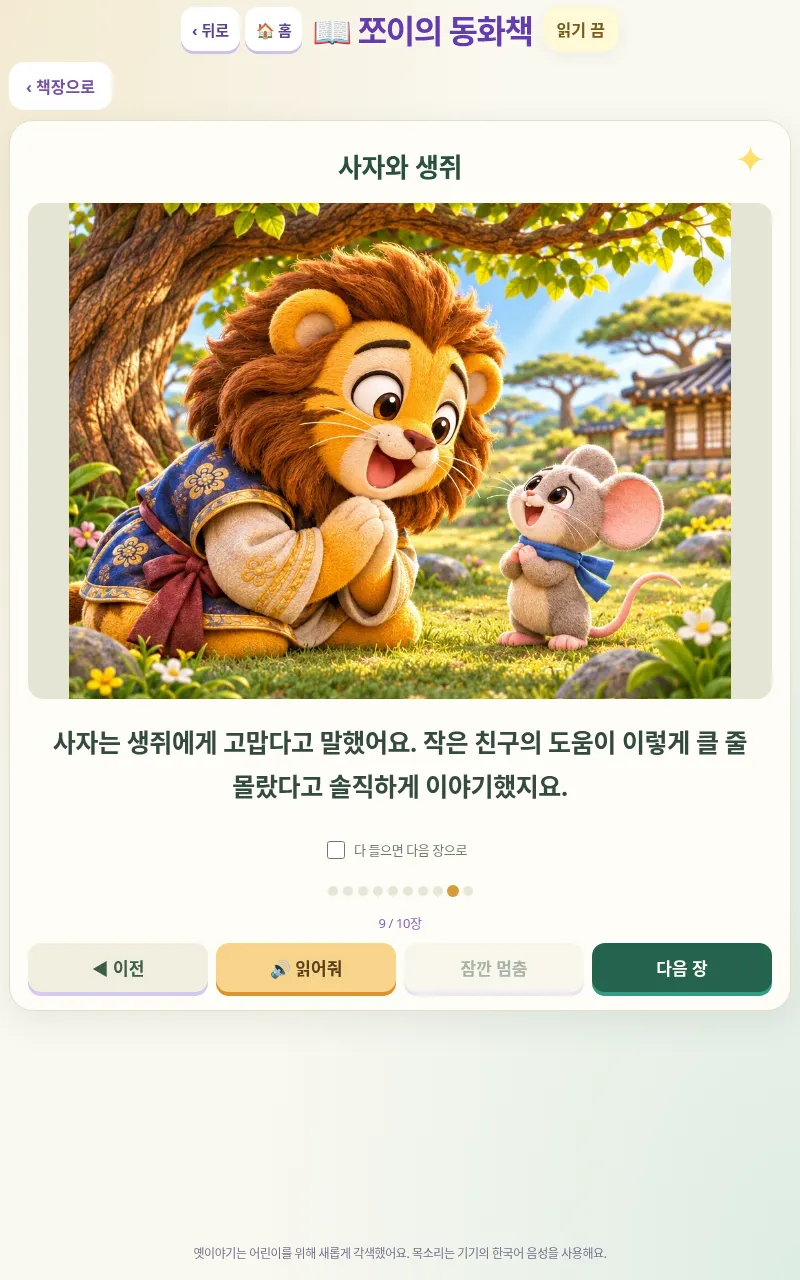 ‹ 뒤로
🏠 홈
📖 쪼이의 동화책
읽기 끝
‹ 책장으로
사자와 생쥐
사자는 생쥐에게 고맙다고 말했어요. 작은 친구의 도움이 이렇게 클 줄
몰랐다고 솔직하게 이야기했지요.
다 들으면 다음 장으로
9 / 10장
◀ 이전
🔊 읽어줘
잠깐 멈춤
다음 장
옛이야기는 어린이를 위해 새롭게 각색했어요. 목소리는 기기의 한국어 음성을 사용해요.